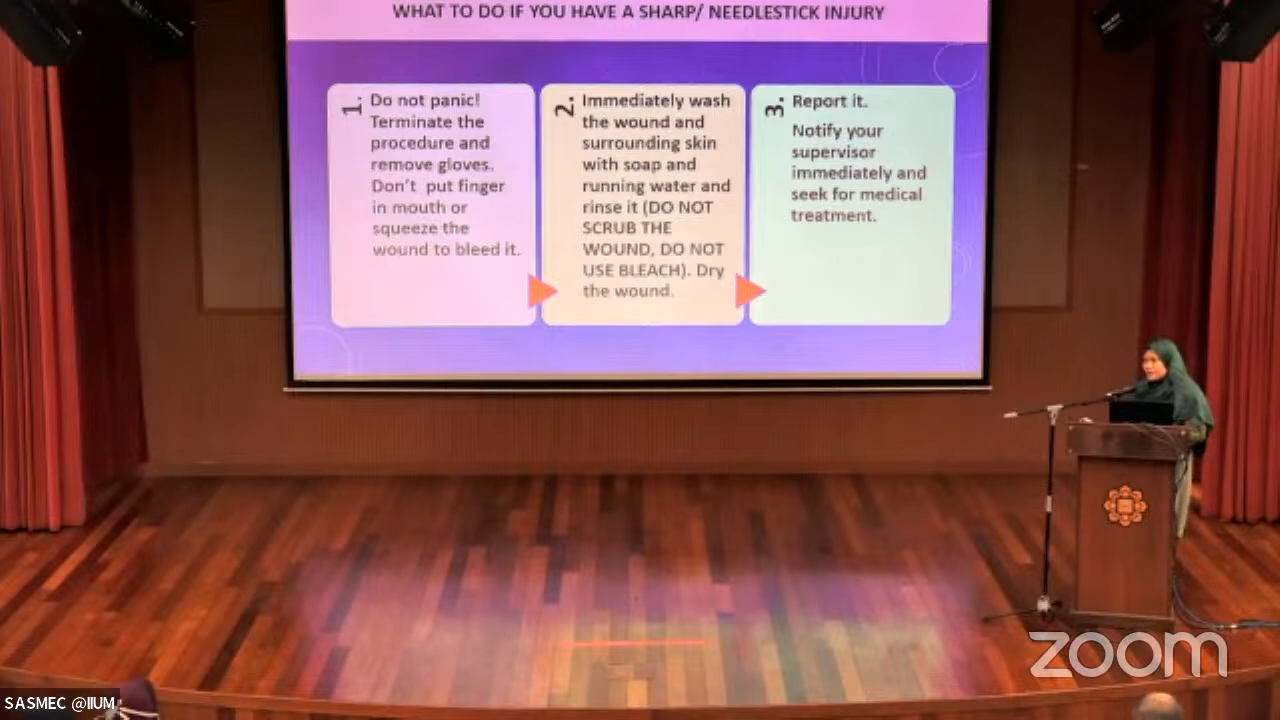 WHAT TO DO IF YOU HAVE A SHARP/ NEEDLESTICK INJURY
1.
Do not panic!
Terminate the
procedure and
remove gloves.
Don't put finger
in mouth or
squeeze the
wound to bleed it.
2.
Immediately wash
the wound and
surrounding skin
with soap and
running water and
rinse it (DO NOT
SCRUB THE
WOUND, DO NOT
USE BLEACH). Dry
the wound.
3.
Report it.
Notify your
supervisor
immediately and
seek for medical
treatment.
zoom
SASMEC @IIUM